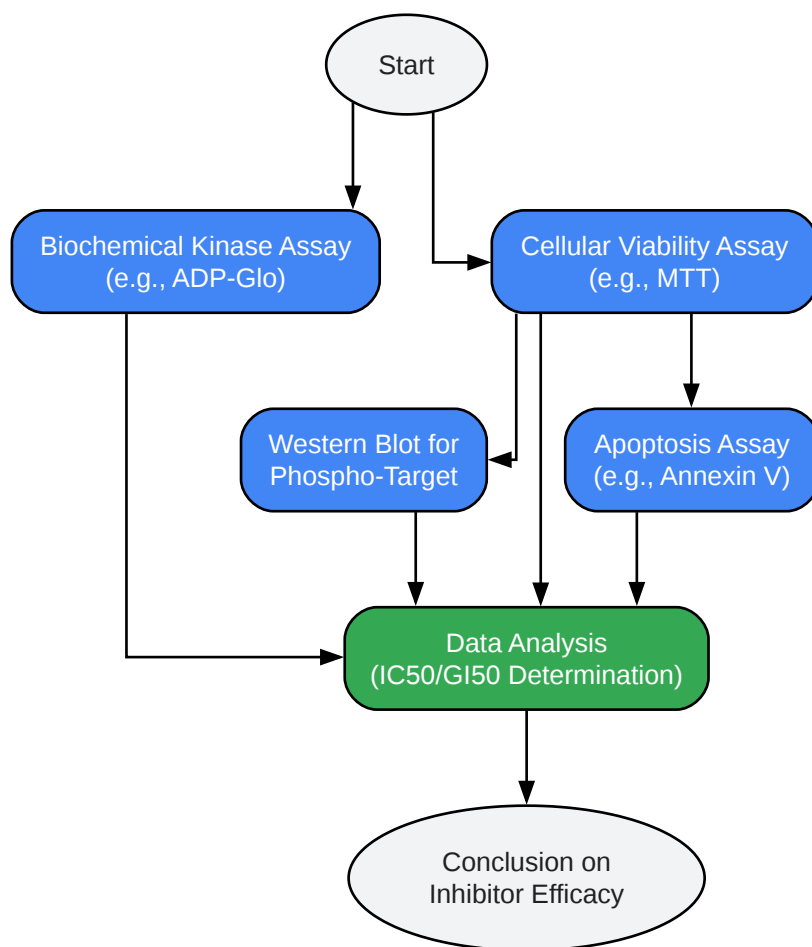 Start
Biochemical Kinase Assay
(e.g., ADP-Glo)
Cellular Viability Assay
(e.g., MTT)
Western Blot for
Phospho-Target
Apoptosis Assay
(e.g., Annexin V)
Data Analysis
(IC50/GI50 Determination)
Conclusion on
Inhibitor Efficacy